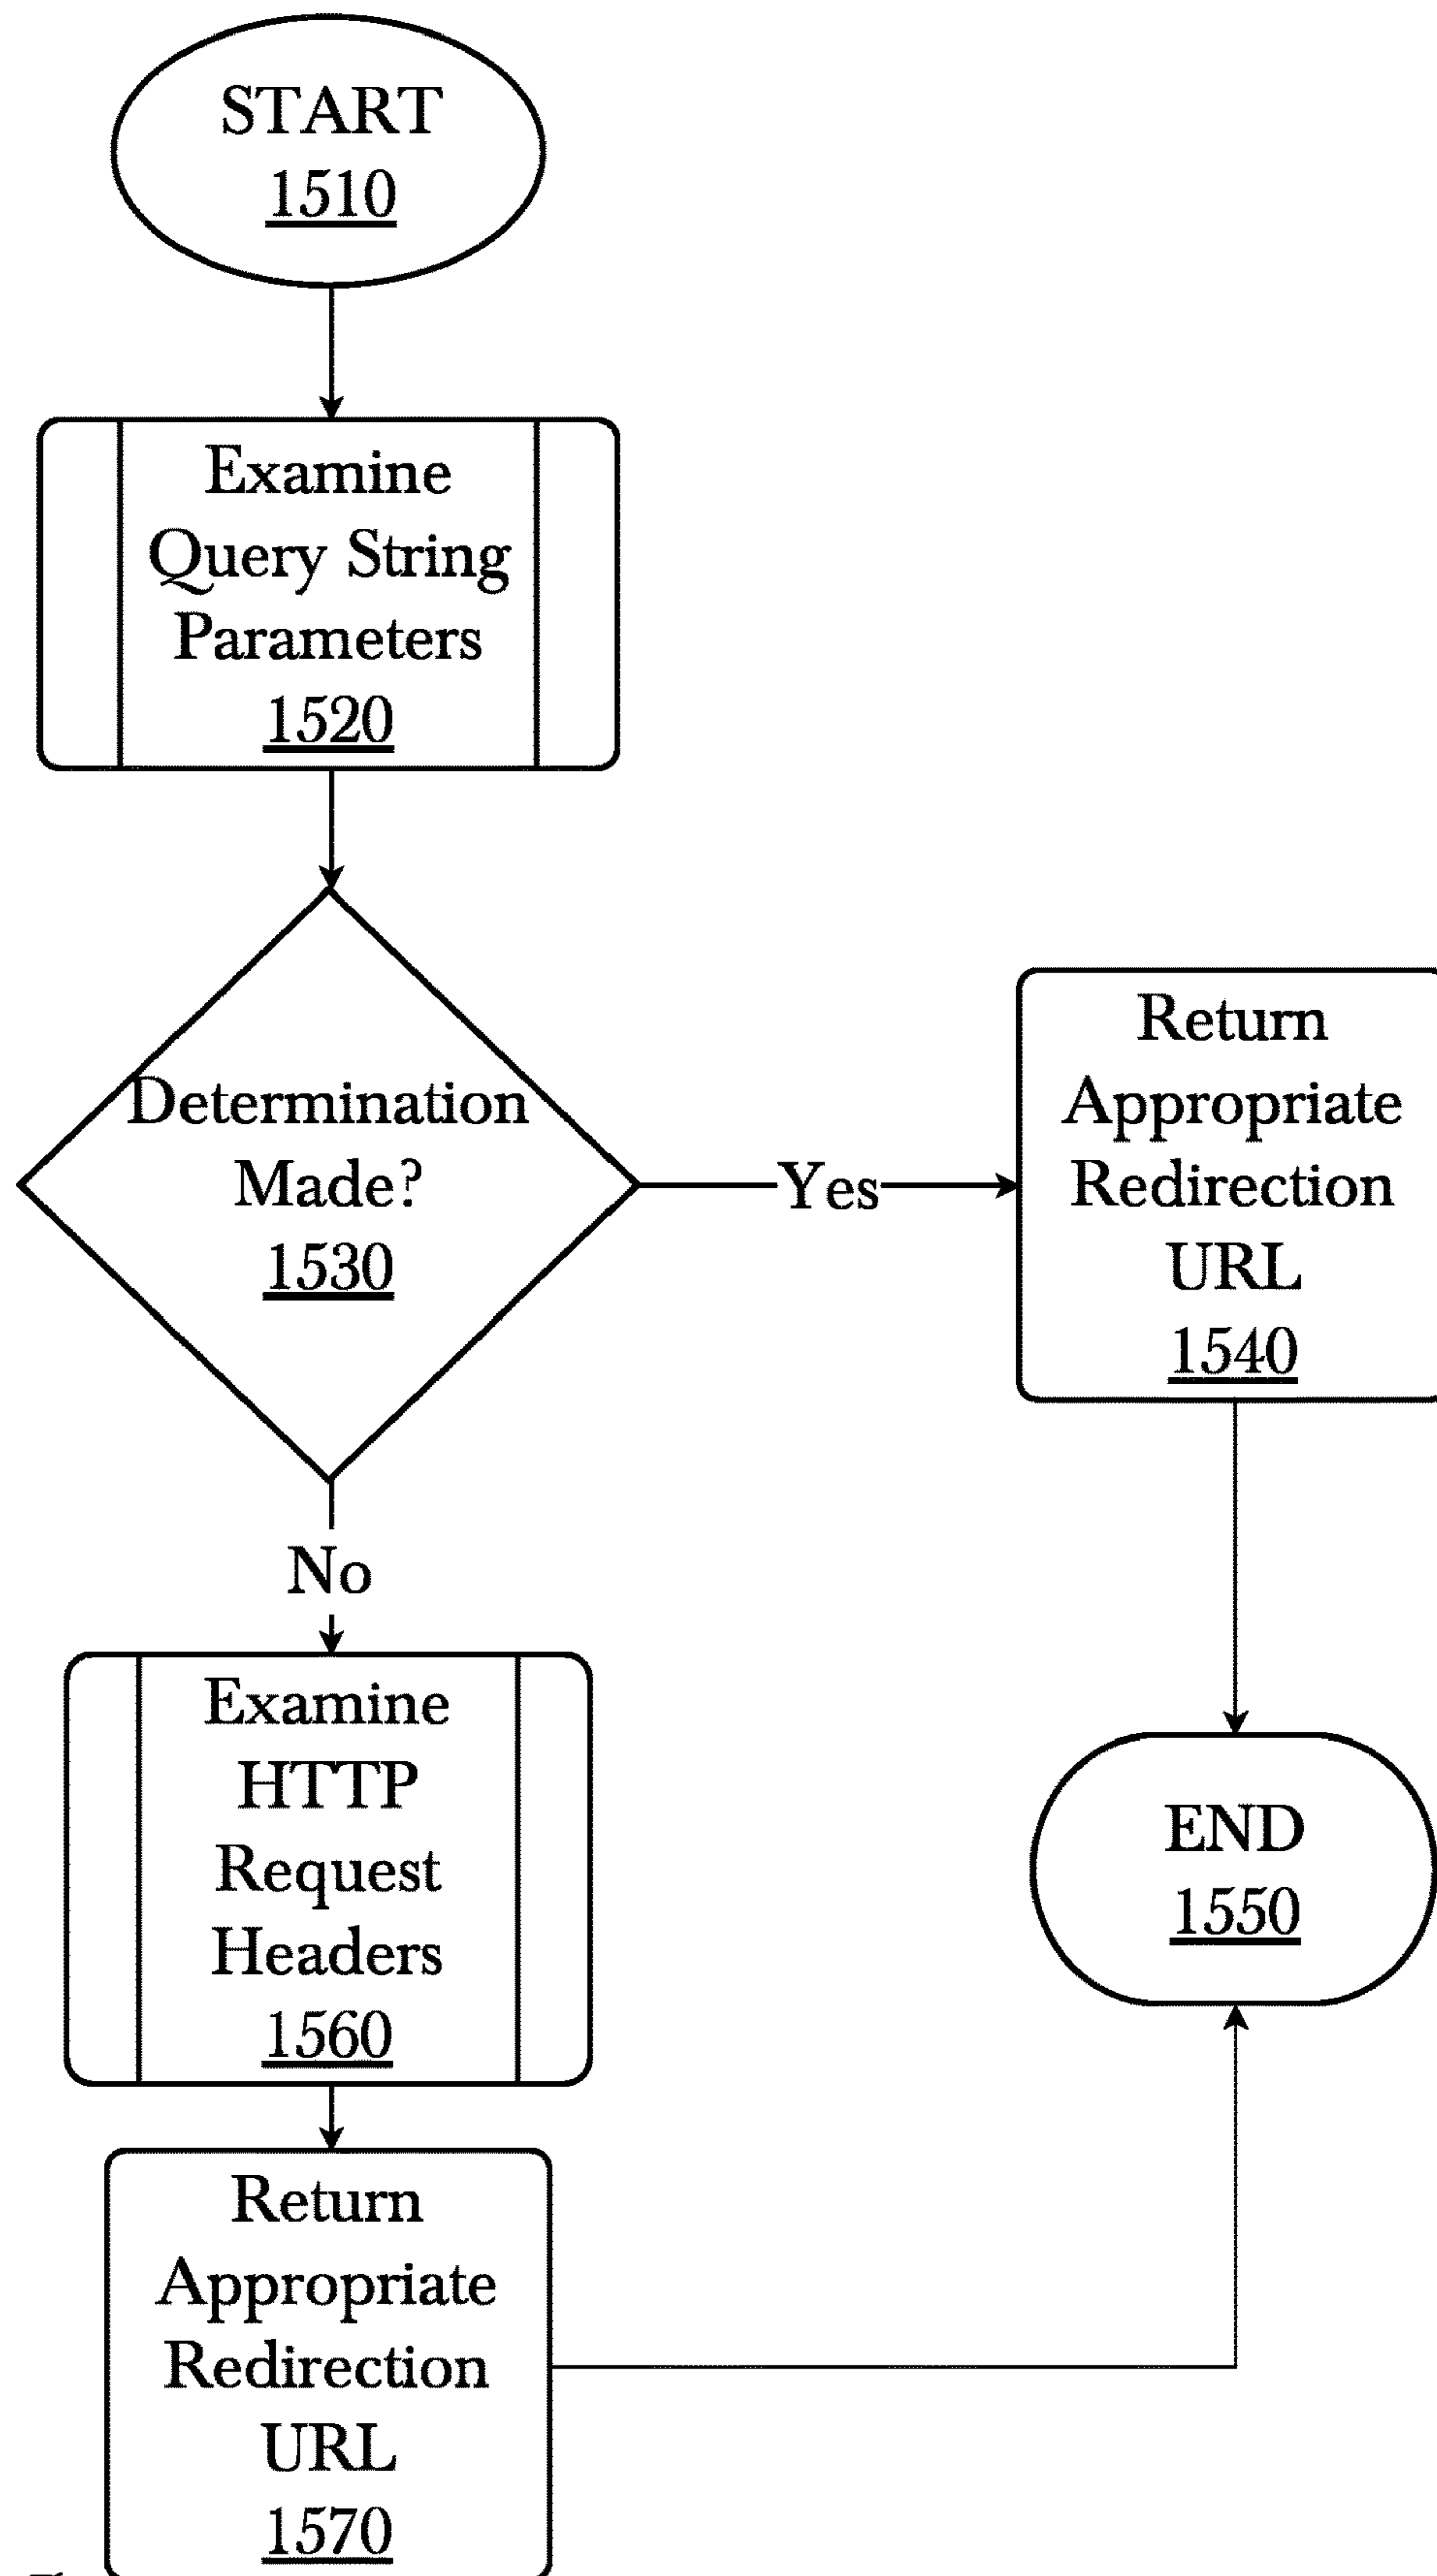 START
1510
Examine
Query String
Parameters
1520
Determination
Made?
1530
Yes
Return
Appropriate
Redirection
URL
1540
No
Examine
HTTP
Request
Headers
1560
END
1550
Return
Appropriate
Redirection
URL
1570